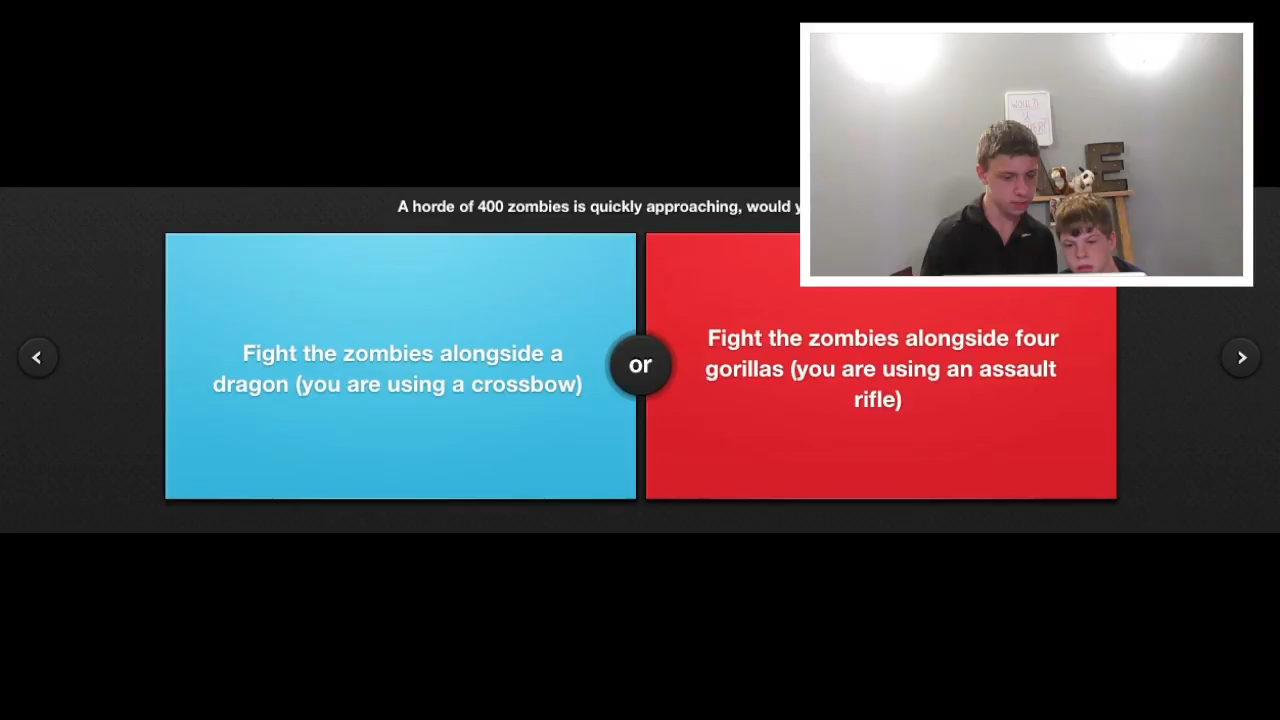 A horde of 400 zombies is quickly approaching, would
Fight the zombies alongside a
dragon (you are using a crossbow)
or
Fight the zombies alongside four
gorillas (you are using an assault
rifle)
WOULD
E